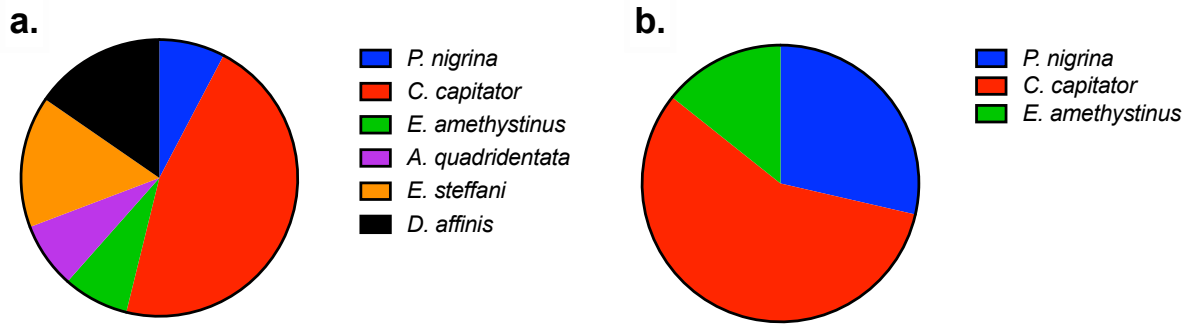 a.
P. nigrina
C. capitator
E. amethystinus
A. quadridentata
E. steffani
D. affinis
b.
P. nigrina
C. capitator
E. amethystinus